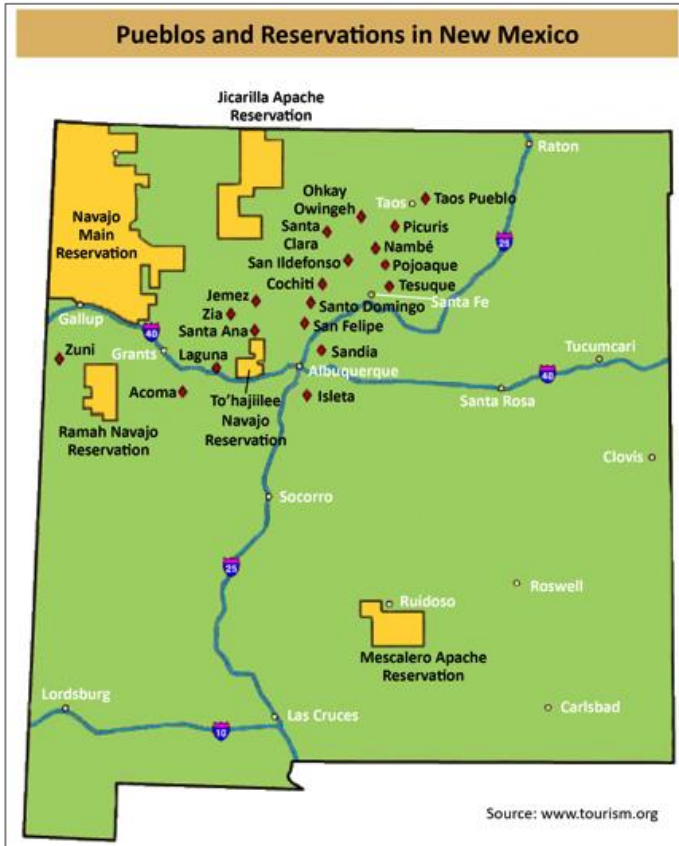 Pueblos and Reservations in New Mexico
Jicarilla Apache
Reservation
Raton
Ohkay
Owingeh
Taos
Taos Pueblo
Navajo
Main
Reservation
Santa
Clara
Picuris
25
Nambé
San Ildefonso
Pojoaque
Cochiti
Tesuque
Jemez
Santo Domingo
Santa Fe
Zia
Gallup
San Felipe
40
Santa Ana
Zuni
Grants
Laguna
Sandia
Tucumcari
Albuquerque
40
Acoma
To'hajiilee
Navajo
Reservation
Isleta
Santa Rosa
Ramah Navajo
Reservation
Clovis
Socorro
25
Roswell
Ruidoso
Mescalero Apache
Reservation
Lordsburg
Las Cruces
Carlsbad
10
Source: www.tourism.org